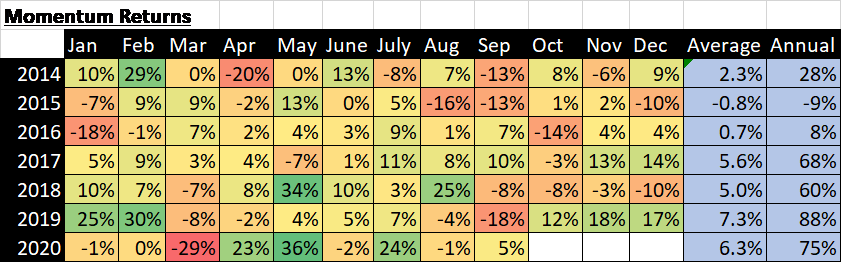 Momentum Returns
Jan Feb Mar Apr May June July Aug Sep Oct Nov Dec Average Annual
2014 10% 29% 0% -20% 0% 13% -8% 7% -13% 8% -6% 9% 2.3% 28%
2015 -7% 9% 9% -2% 13% 0% 5% -16% -13% 1% 2% -10% -0.8% -9%
2016 -18% -1% 7% 2% 4% 3% 9% 1% 7% -14% 4% 4% 0.7% 8%
2017 5% 9% 3% 4% -7% 1% 11% 8% 10% -3% 13% 14% 5.6% 68%
2018 10% 7% -7% 8% 34% 10% 3% 25% -8% -8% -3% -10% 5.0% 60%
2019 25% 30% -8% -2% 4% 5% 7% -4% -18% 12% 18% 17% 7.3% 88%
2020 -1% 0% -29% 23% 36% -2% 24% -1% 5% 6.3% 75%